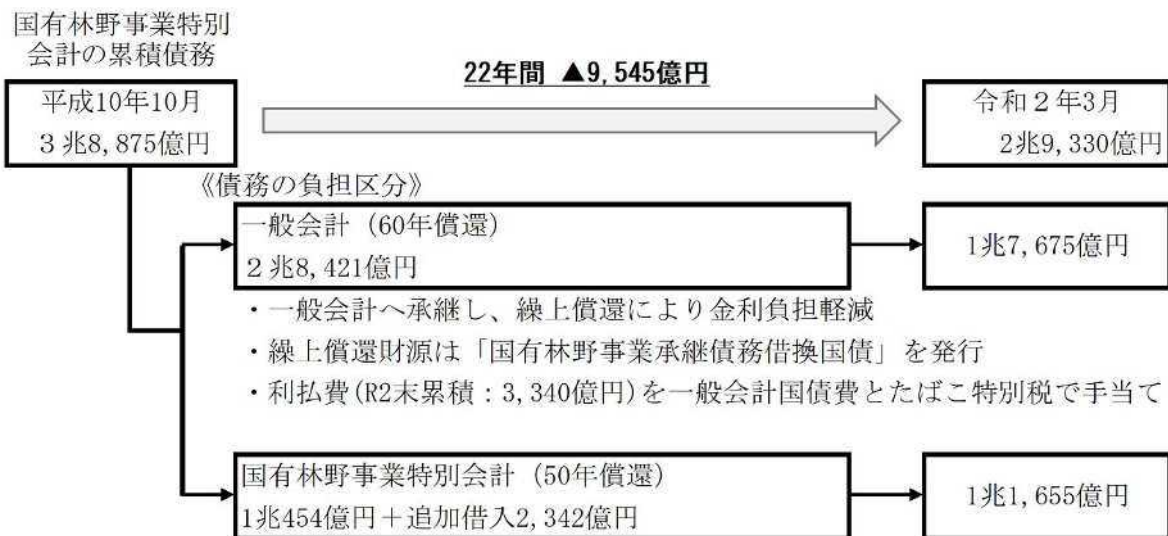 国有林野事業特別
会計の累積債務
平成10年10月
３兆8,875億円
22年間 ▲9,545億円
令和２年3月
2兆9,330億円
《債務の負担区分》
一般会計（60年償還）
２兆8,421億円
1兆7,675億円
・一般会計へ承継し、繰上償還により金利負担軽減
・繰上償還財源は「国有林野事業承継債務借換国債」を発行
・利払費(R2末累積：3,340億円)を一般会計国債費とたばこ特別税で手当て
国有林野事業特別会計（50年償還）
1兆454億円＋追加借入2,342億円
1兆1,655億円